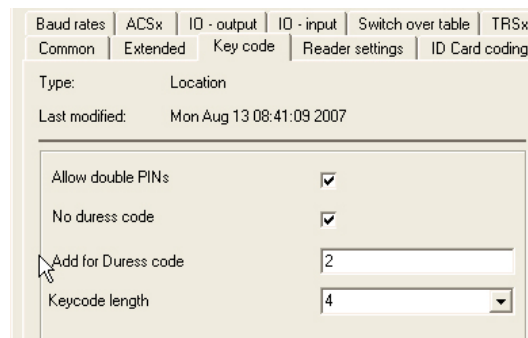 Baud rates ACSx IO - output IO - input Switch over table TRSx
Common Extended Key code Reader settings ID Card coding
Type: Location
Last modified: Mon Aug 13 08:41:09 2007
Allow double PINs
No duress code
Add for Duress code 2
Keycode length 4